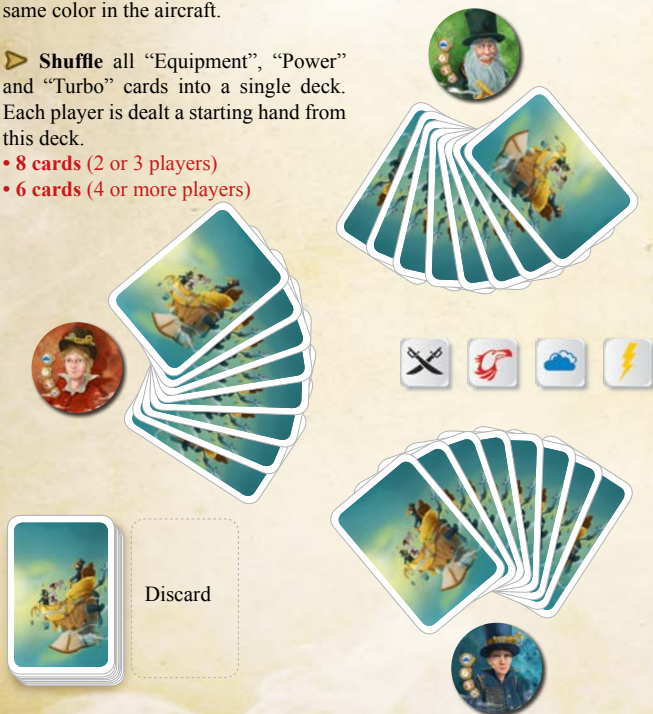 same color in the aircraft.
Shuffle all “Equipment”, “Power”
and “Turbo” cards into a single deck.
Each player is dealt a starting hand from
this deck.
• 8 cards (2 or 3 players)
• 6 cards (4 or more players)
Discard